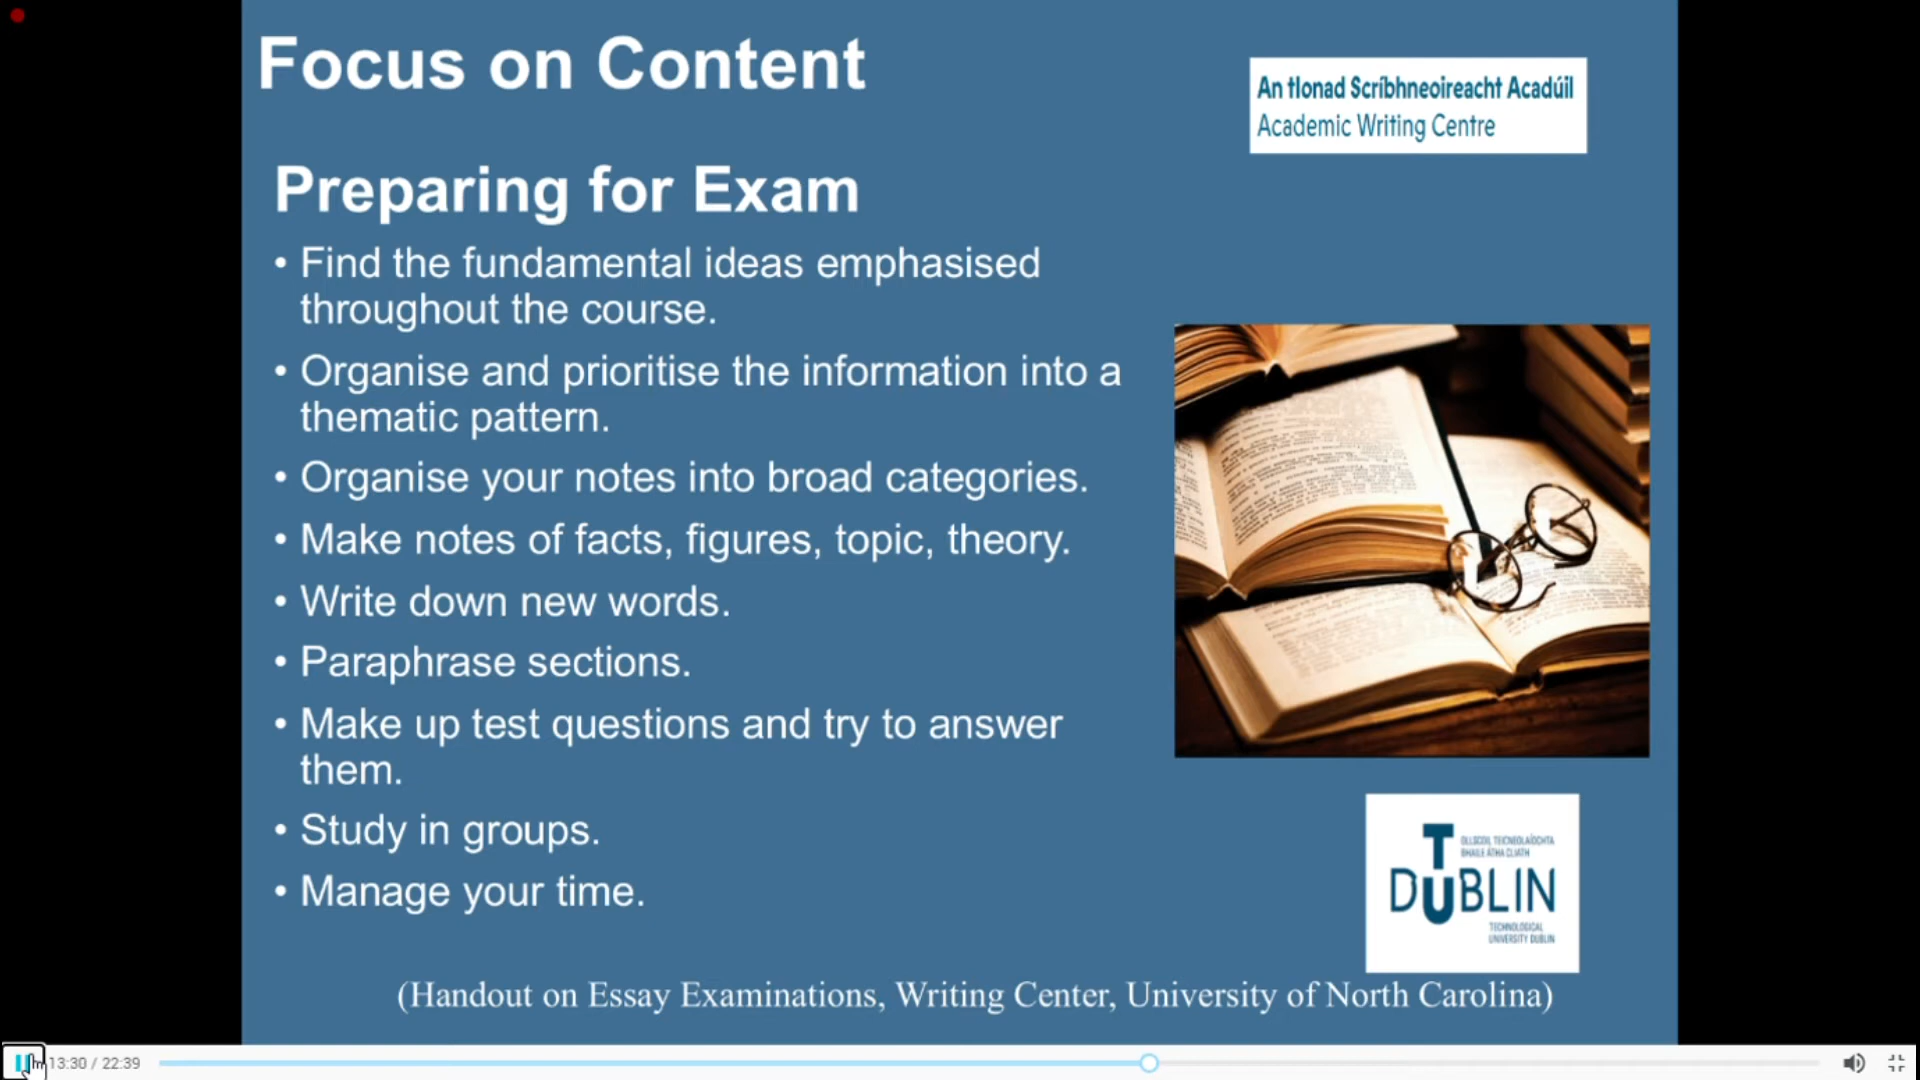 Focus on Content
An tIonad Scríbhneoireacht Acadúil
Academic Writing Centre
Preparing for Exam
• Find the fundamental ideas emphasised
throughout the course.
• Organise and prioritise the information into a
thematic pattern.
• Organise your notes into broad categories.
• Make notes of facts, figures, topic, theory.
• Write down new words.
• Paraphrase sections.
• Make up test questions and try to answer
them.
• Study in groups.
• Manage your time.
OLLSCOIL TEICNEOLAÍOCHTA
BHAILE ÁTHA CLIATH
TU DUBLIN
TECHNOLOGICAL
UNIVERSITY DUBLIN
(Handout on Essay Examinations, Writing Center, University of North Carolina)
13:30 / 22:39